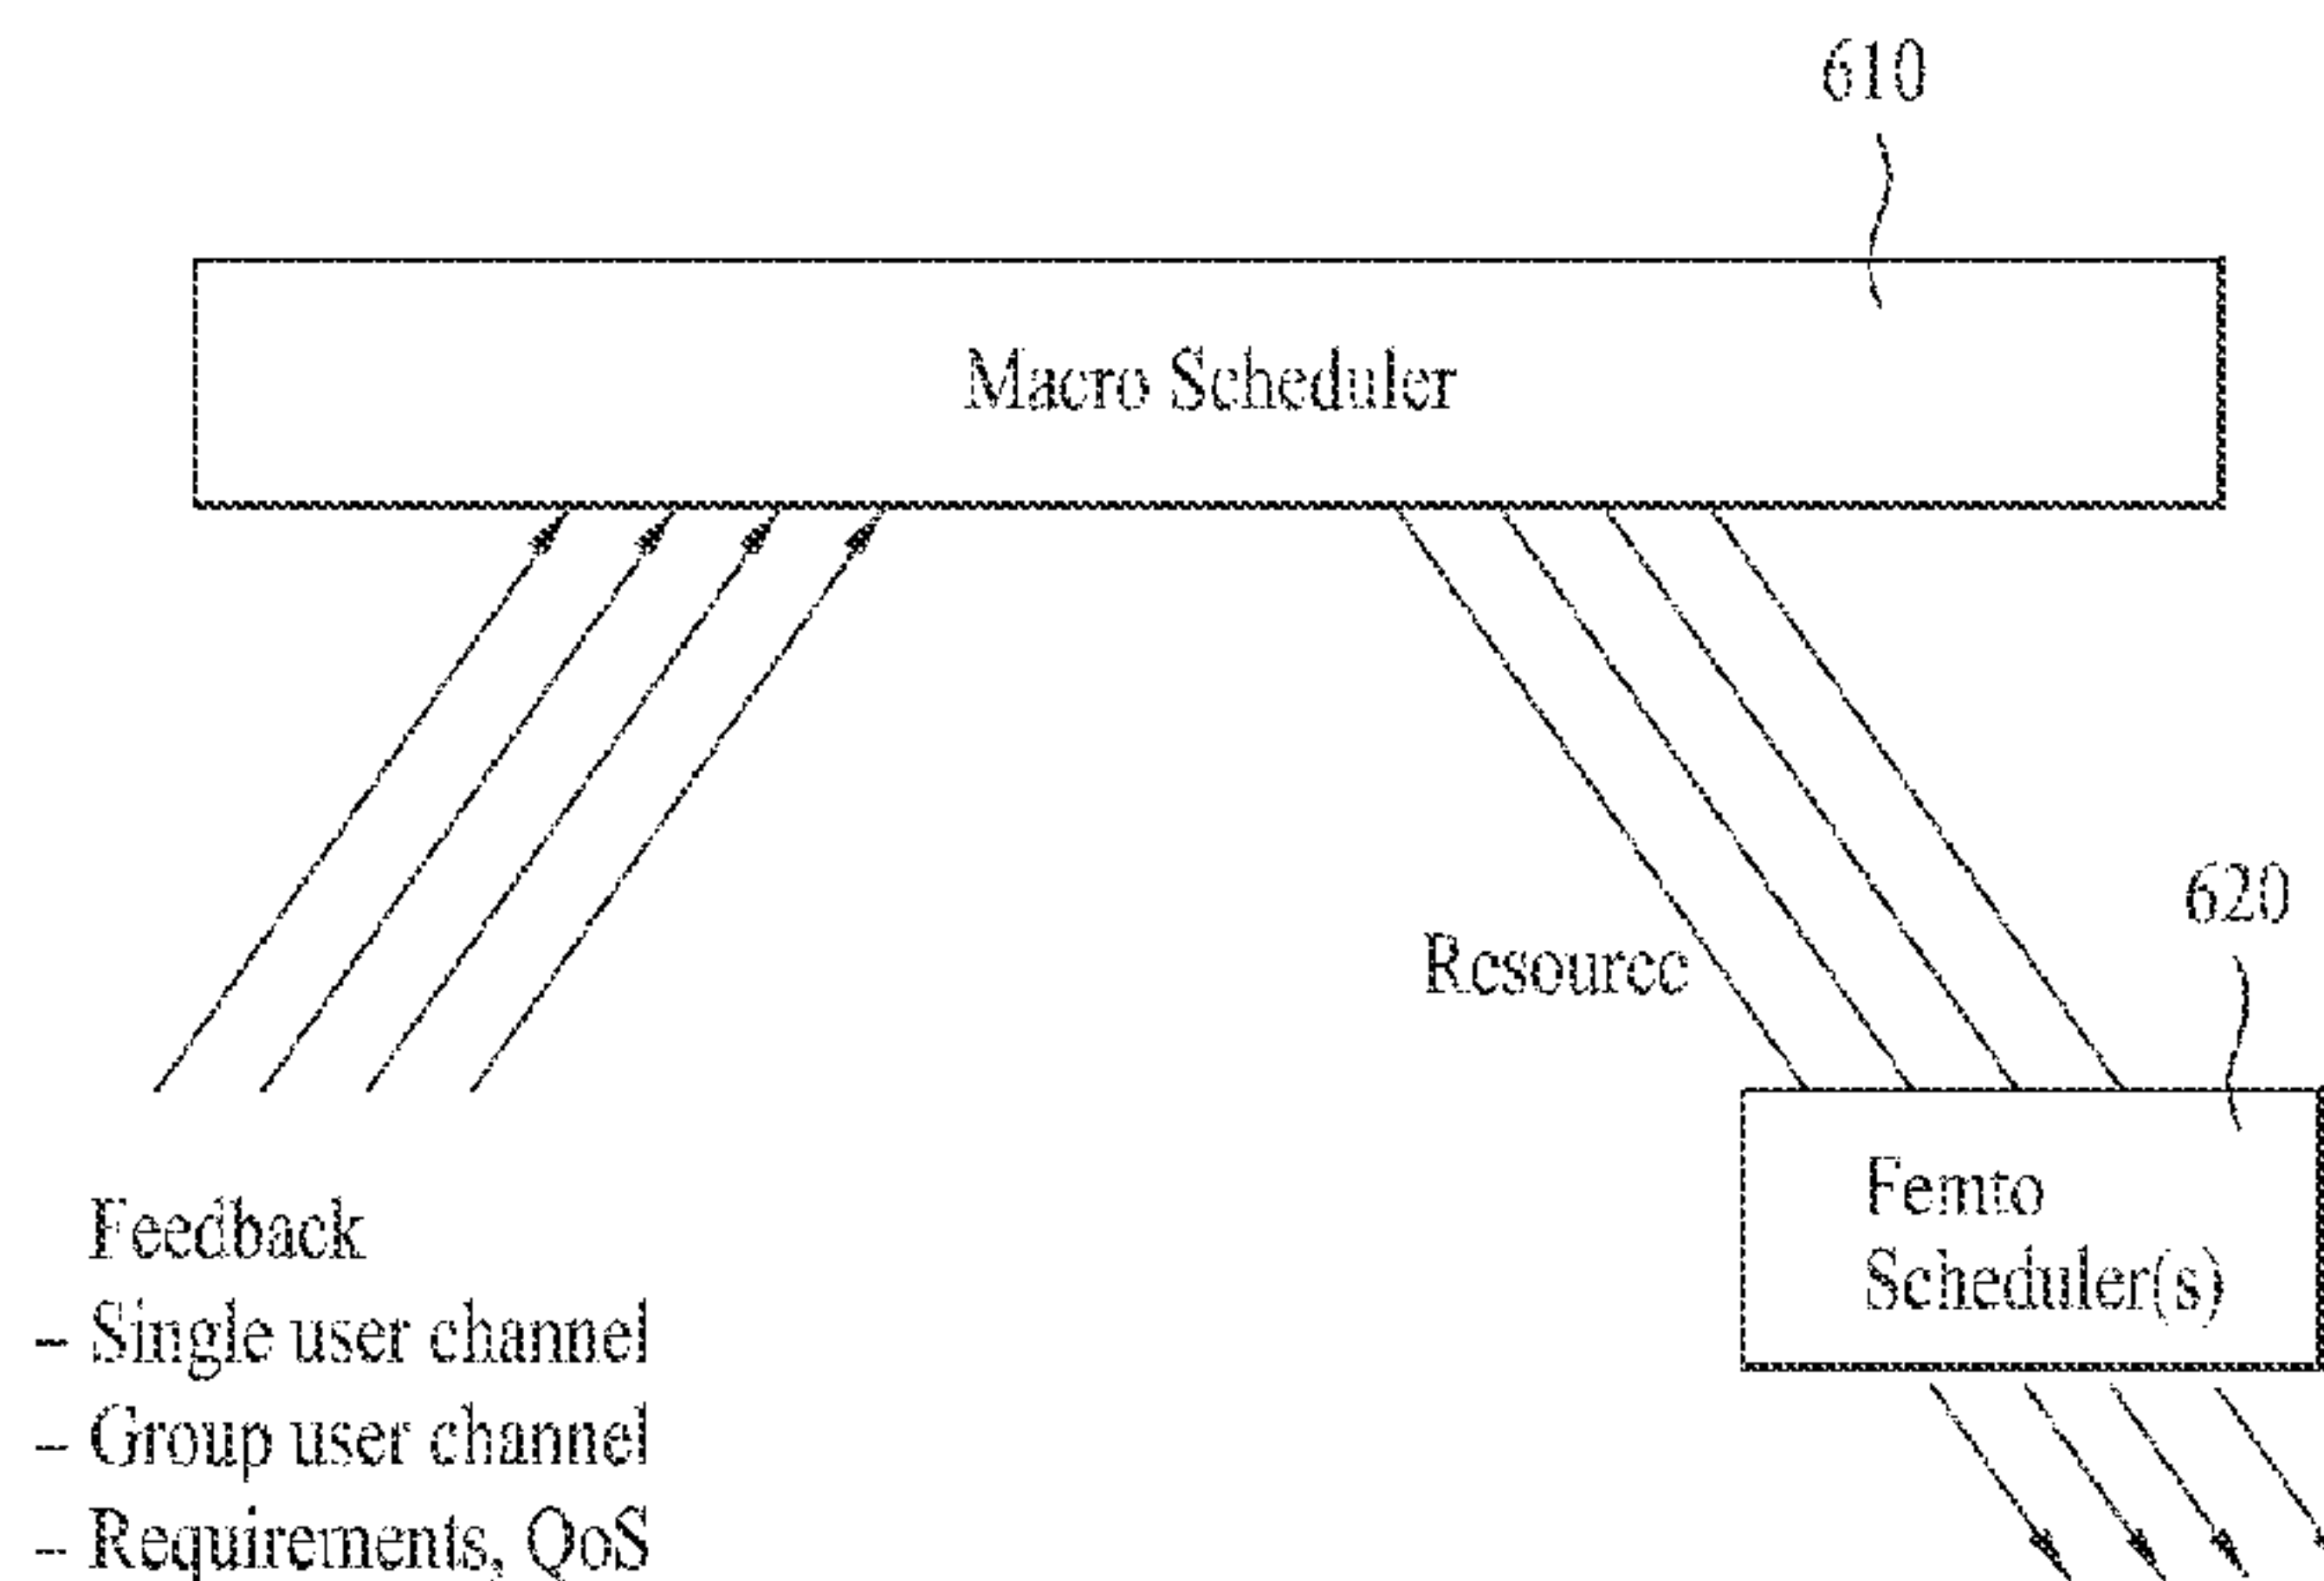 610
Macro Scheduler
Resource
620
Femto
Scheduler(s)
Feedback
– Single user channel
– Group user channel
– Requirements, QoS